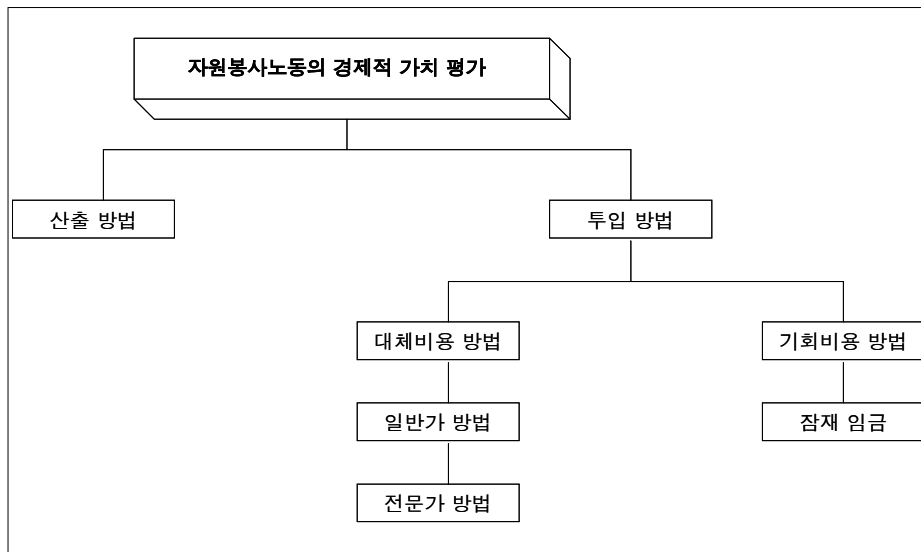 자원봉사노동의 경제적 가치 평가
산출 방법
투입 방법
대체비용 방법
기회비용 방법
일반가 방법
잠재 임금
전문가 방법